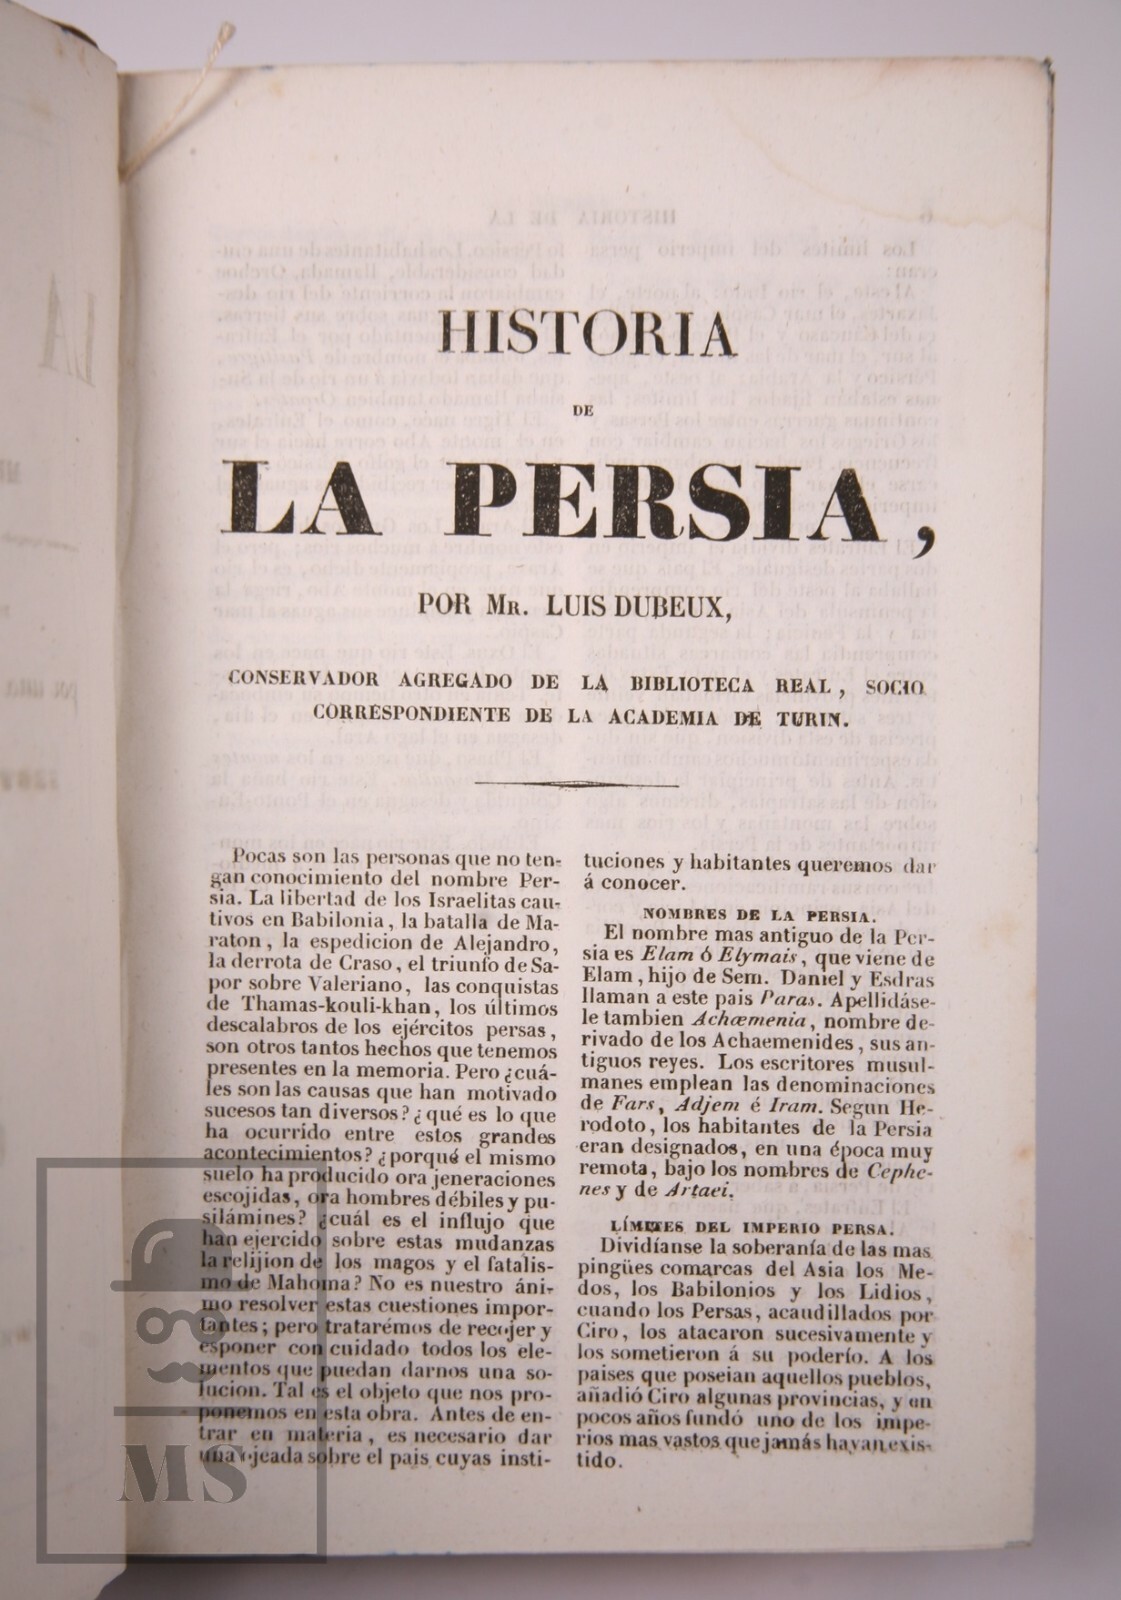 HISTORIA
DE
LA PERSIA,
POR MR. LUIS DUBEUX,
CONSERVADOR AGREGADO DE LA BIBLIOTECA REAL, SOCIO
CORRESPONDIENTE DE LA ACADEMIA DE TURIN.
Pocas son las personas que no ten-
gan conocimiento del nombre Per-
sia. La libertad de los Israelitas cau-
tivos en Babilonia, la batalla de Ma-
raton, la espedicion de Alejandro,
la derrota de Craso, el triunfo de Sa-
por sobre Valeriano, las conquistas
de Thamas-kouli-khan, los últimos
descalabros de los ejércitos persas,
son otros tantos hechos que tenemos
presentes en la memoria. Pero ¿cuá-
les son las causas que han motivado
sucesos tan diversos? ¿qué es lo que
ha ocurrido entre estos grandes
acontecimientos? ¿porqué el mismo
suelo ha producido ora jeneraciones
escojidas, ora hombres débiles y pu-
silámines? ¿cuál es el influjo que
han ejercido sobre estas mudanzas
la relijion de los magos y el fatalis-
mo de Mahoma? No es nuestro áni-
mo resolver estas cuestiones impor-
tantes; pero tratarémos de recojer y
esponer con cuidado todos los ele-
mentos que puedan darnos una so-
lucion. Tal es el objeto que nos pro-
ponemos en esta obra. Antes de en-
trar en materia, es necesario dar
una ojeada sobre el pais cuyas insti-
tuciones y habitantes queremos dar
á conocer.
NOMBRES DE LA PERSIA.
El nombre mas antiguo de la Per-
sia es Elam ó Elymais, que viene de
Elam, hijo de Sem. Daniel y Esdras
llaman a este pais Paras. Apellidáse-
le tambien Achæmenia, nombre de-
rivado de los Achaemenides, sus an-
tiguos reyes. Los escritores musul-
manes emplean las denominaciones
de Fars, Adjem é Iram. Segun He-
rodoto, los habitantes de la Persia
eran designados, en una época muy
remota, bajo los nombres de Cephe-
nes y de Artaei.
LÍMITES DEL IMPERIO PERSA.
Dividíanse la soberanía de las mas
pingües comarcas del Asia los Me-
dos, los Babilonios y los Lidios,
cuando los Persas, acaudillados por
Ciro, los atacaron sucesivamente y
los sometieron á su poderío. A los
paises que poseian aquellos pueblos,
añadió Ciro algunas provincias, y en
pocos años fundó uno de los impe-
rios mas vastos que jamás hayan exis-
tido.
MS